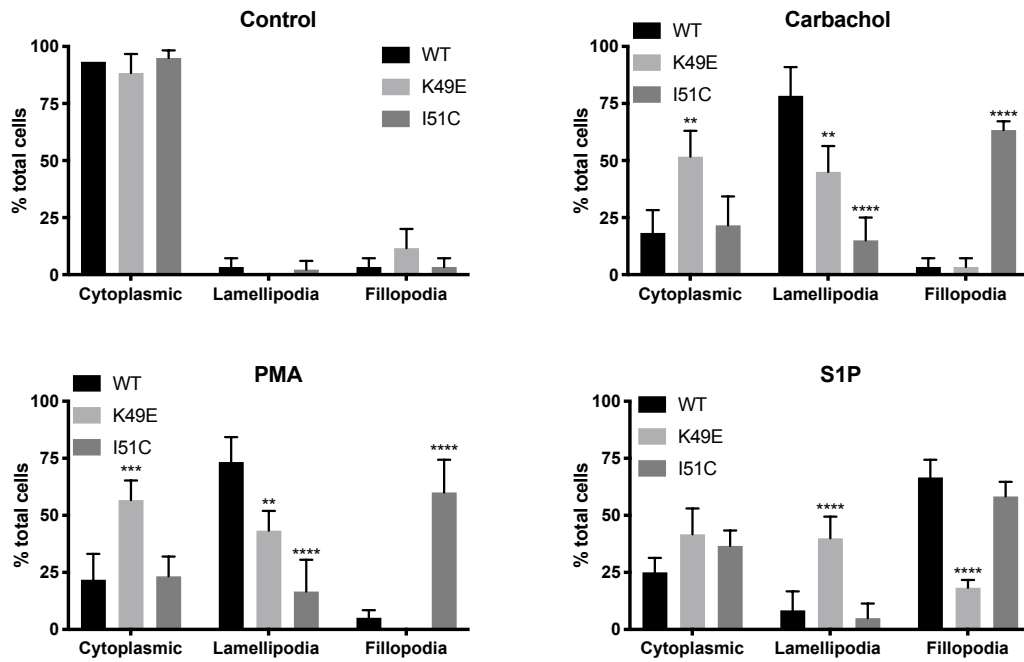 Control
% total cells
100
75
50
25
0
WT
K49E
I51C
Cytoplasmic Lamellipodia Fillopodia
Carbachol
% total cells
100
75
50
25
0
WT
K49E
I51C
**
**
****
****
Cytoplasmic Lamellipodia Fillopodia
PMA
% total cells
100
75
50
25
0
WT
K49E
I51C
***
**
****
****
Cytoplasmic Lamellipodia Fillopodia
S1P
% total cells
100
75
50
25
0
WT
K49E
I51C
****
****
Cytoplasmic Lamellipodia Fillopodia